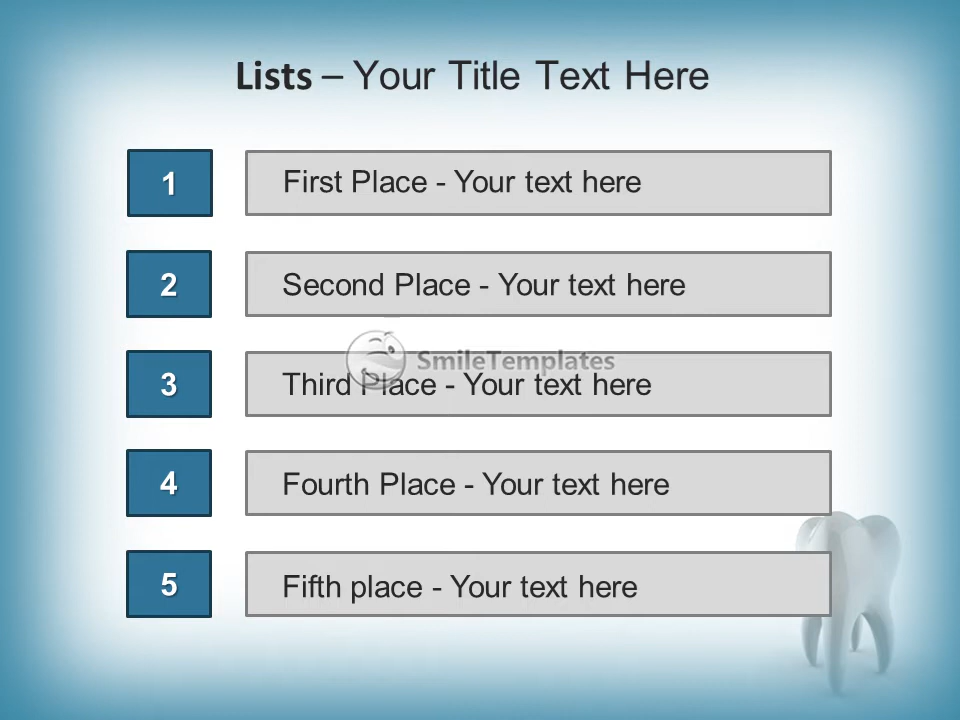 Lists – Your Title Text Here
1 First Place - Your text here
2 Second Place - Your text here
SmileTemplates
3 Third Place - Your text here
4 Fourth Place - Your text here
5 Fifth place - Your text here